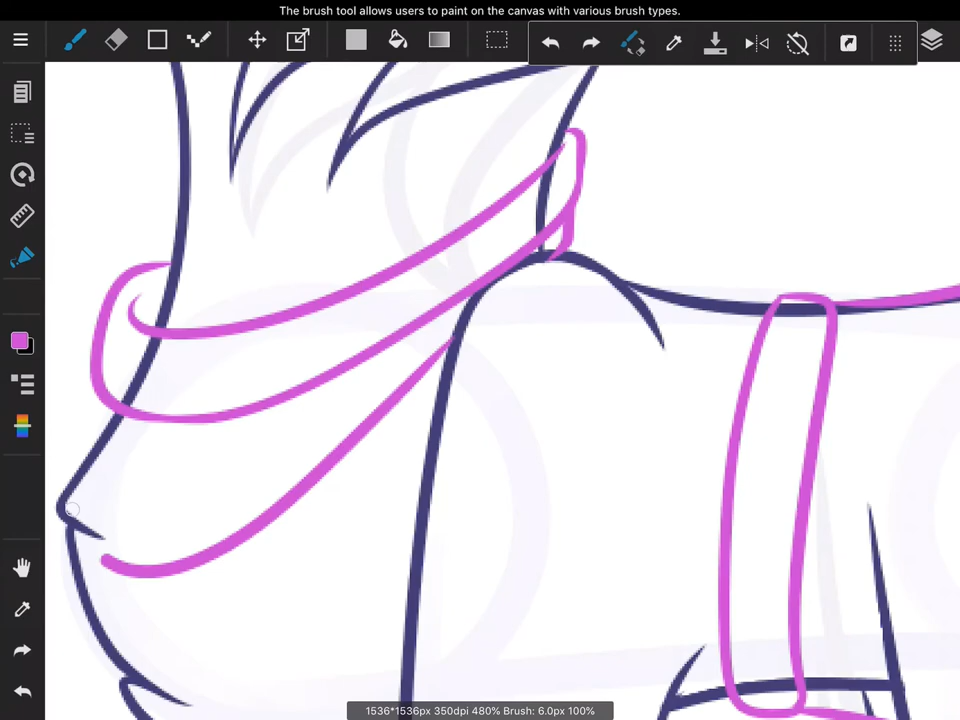 The brush tool allows users to paint on the canvas with various brush types.
1536*1536px 350dpi 480% Brush: 6.0px 100%